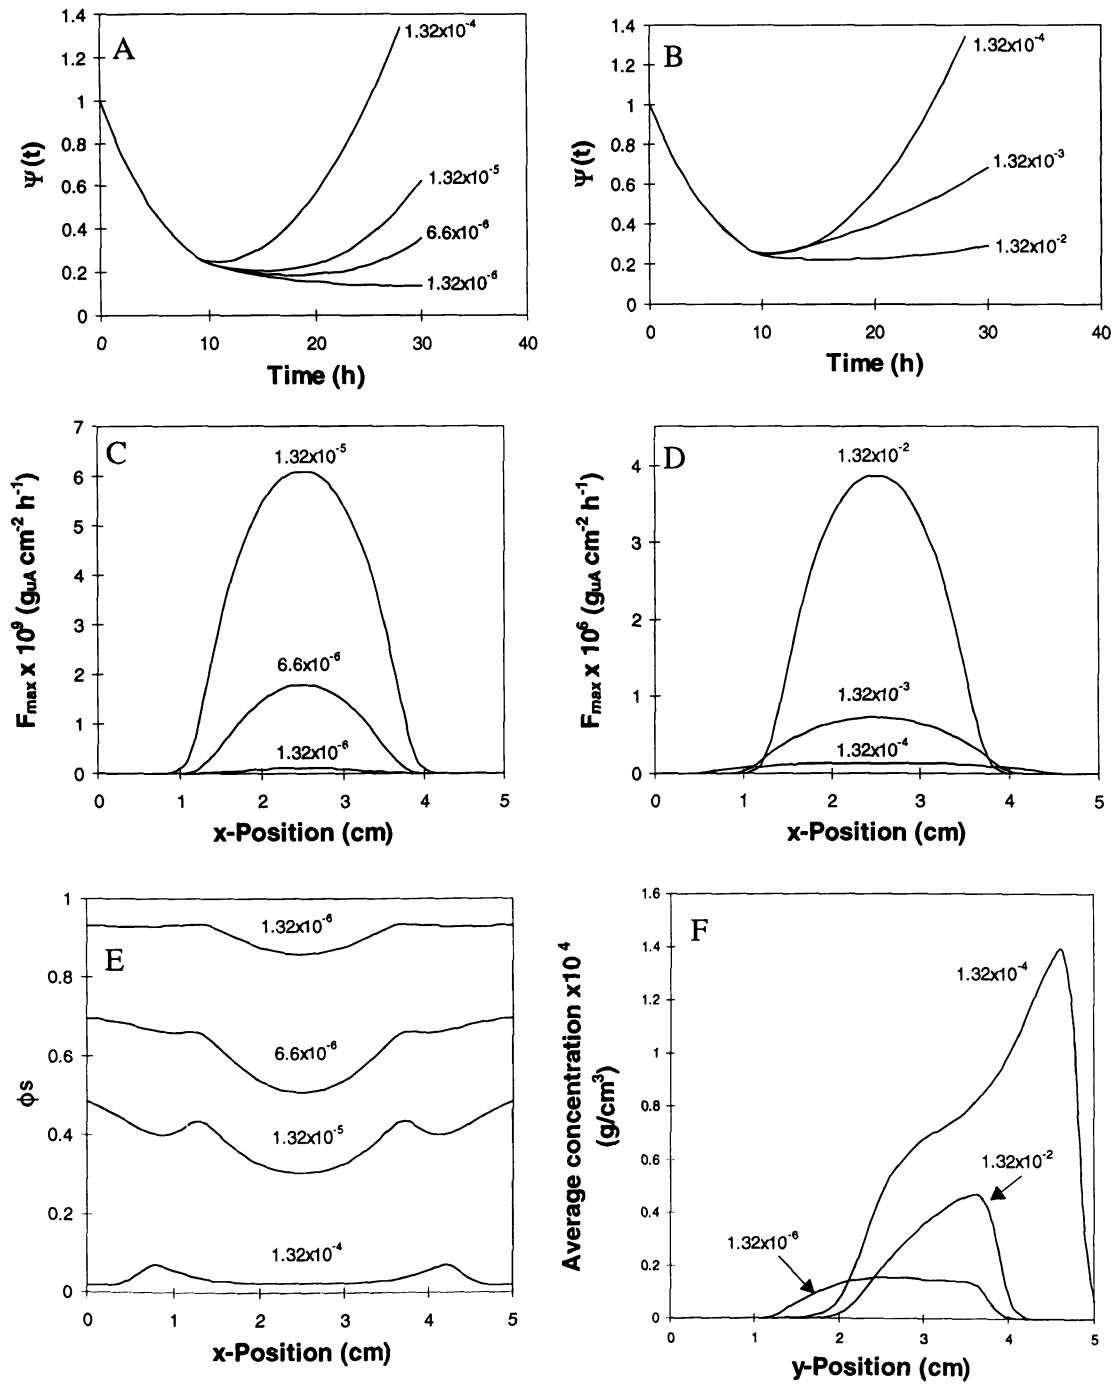 A
1.4
1.2
1
0.8
0.6
0.4
0.2
0
Ψ(t)
1.32x10⁻⁴
1.32x10⁻⁵
6.6x10⁻⁶
1.32x10⁻⁶
0 10 20 30 40
Time (h)
B
1.4
1.2
1
0.8
0.6
0.4
0.2
0
Ψ(t)
1.32x10⁻⁴
1.32x10⁻³
1.32x10⁻²
0 10 20 30 40
Time (h)
C
7
6
5
4
3
2
1
0
Fmax x 10⁹ (guA cm⁻² h⁻¹)
1.32x10⁻⁵
6.6x10⁻⁶
1.32x10⁻⁶
0 1 2 3 4 5
x-Position (cm)
D
4
3
2
1
0
Fmax x 10⁶ (guA cm⁻² h⁻¹)
1.32x10⁻²
1.32x10⁻³
1.32x10⁻⁴
0 1 2 3 4 5
x-Position (cm)
E
1
0.8
0.6
0.4
0.2
0
ϕs
1.32x10⁻⁶
6.6x10⁻⁶
1.32x10⁻⁵
1.32x10⁻⁴
0 1 2 3 4 5
x-Position (cm)
F
1.6
1.4
1.2
1
0.8
0.6
0.4
0.2
0
Average concentration x10⁴
(g/cm³)
1.32x10⁻⁴
1.32x10⁻²
1.32x10⁻⁶
0 1 2 3 4 5
y-Position (cm)